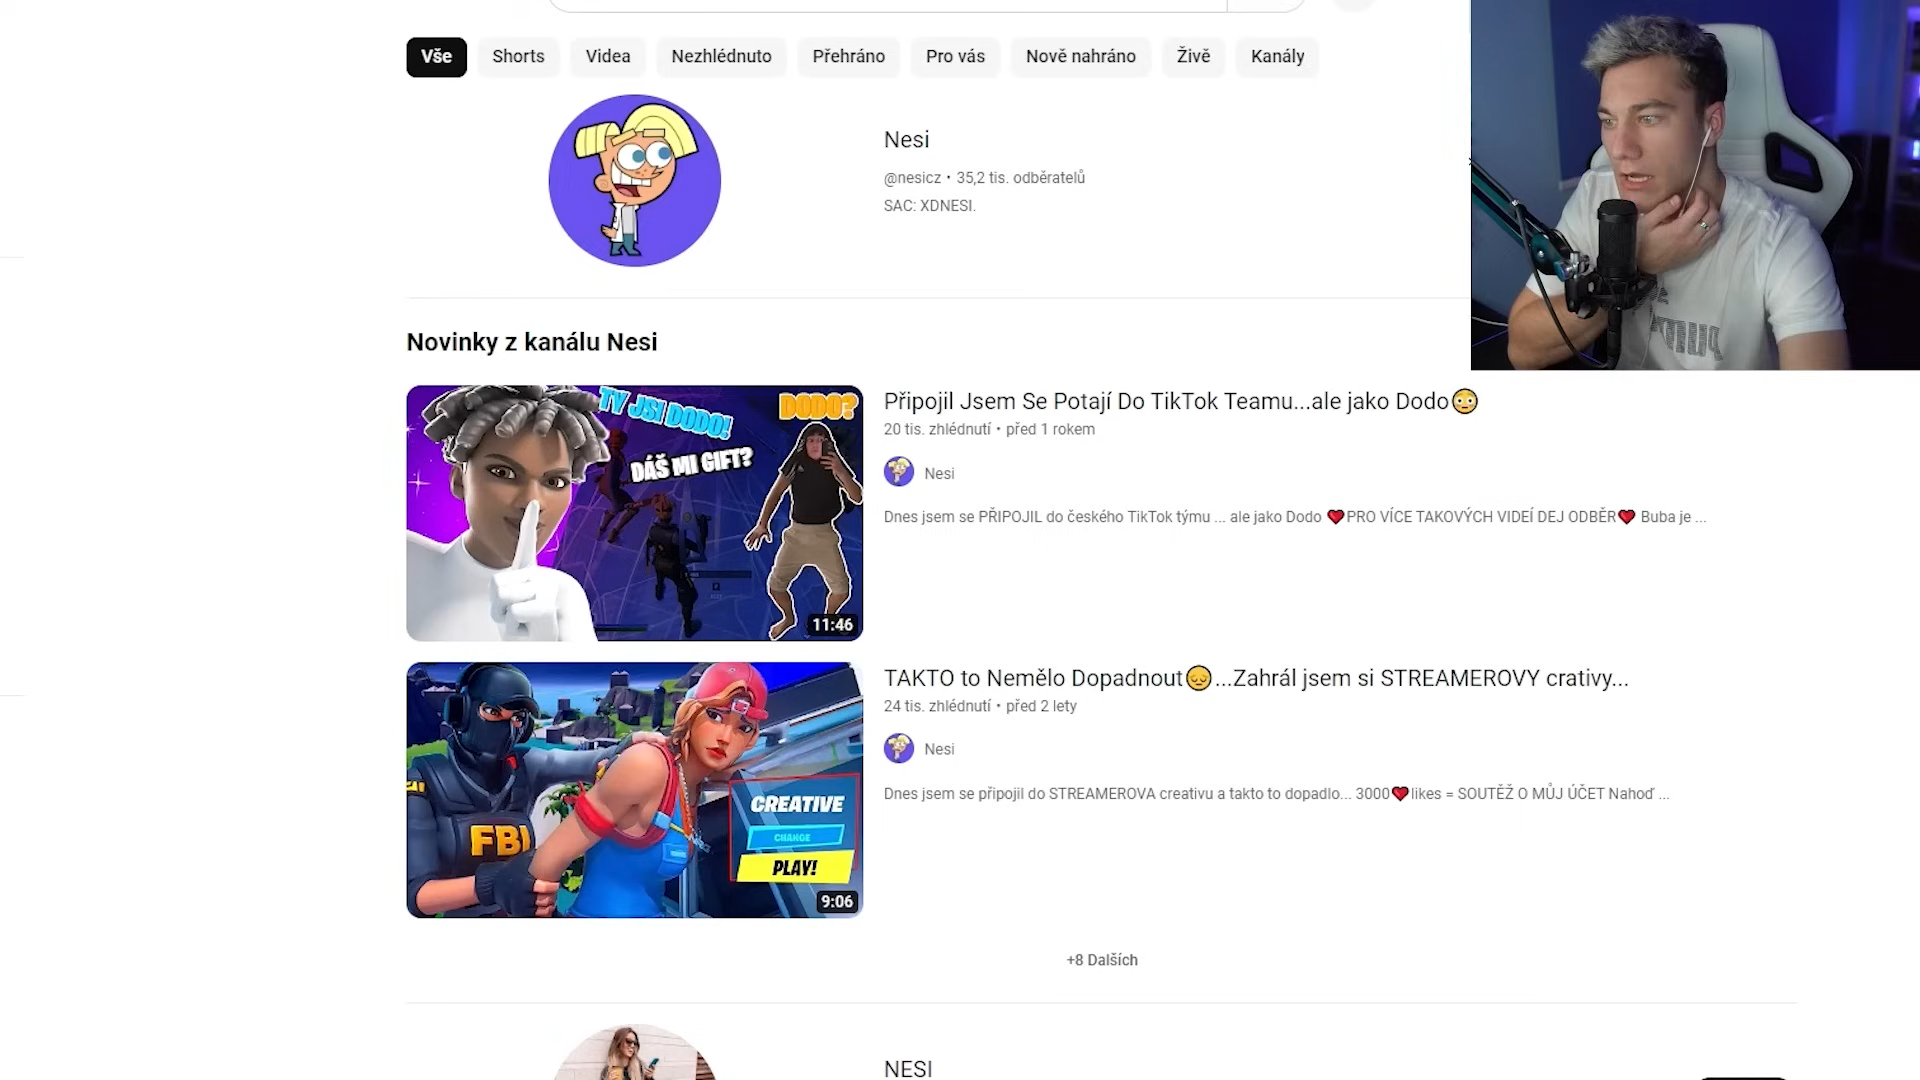 Vše Shorts Videa Nezhlédnuto Přehráno Pro vás Nově nahráno Živě Kanály
Nesi
@nesicz • 35,2 tis. odběratelů
SAC: XDNESI.
Novinky z kanálu Nesi
TY JSI DODO!
DODO?
DÁŠ MI GIFT?
11:46
Připojil Jsem Se Potají Do TikTok Teamu...ale jako Dodo😳
20 tis. zhlédnutí • před 1 rokem
Nesi
Dnes jsem se PŘIPOJIL do českého TikTok týmu ... ale jako Dodo ❤️PRO VÍCE TAKOVÝCH VIDEÍ DEJ ODBĚR❤️ Buba je ...
FBI
CREATIVE
CHANGE
PLAY!
9:06
TAKTO to Nemělo Dopadnout😔...Zahrál jsem si STREAMEROVY crativy...
24 tis. zhlédnutí • před 2 lety
Nesi
Dnes jsem se připojil do STREAMEROVA creativu a takto to dopadlo... 3000❤️likes = SOUTĚŽ O MŮJ ÚČET Nahoď ...
+8 Dalších
NESI